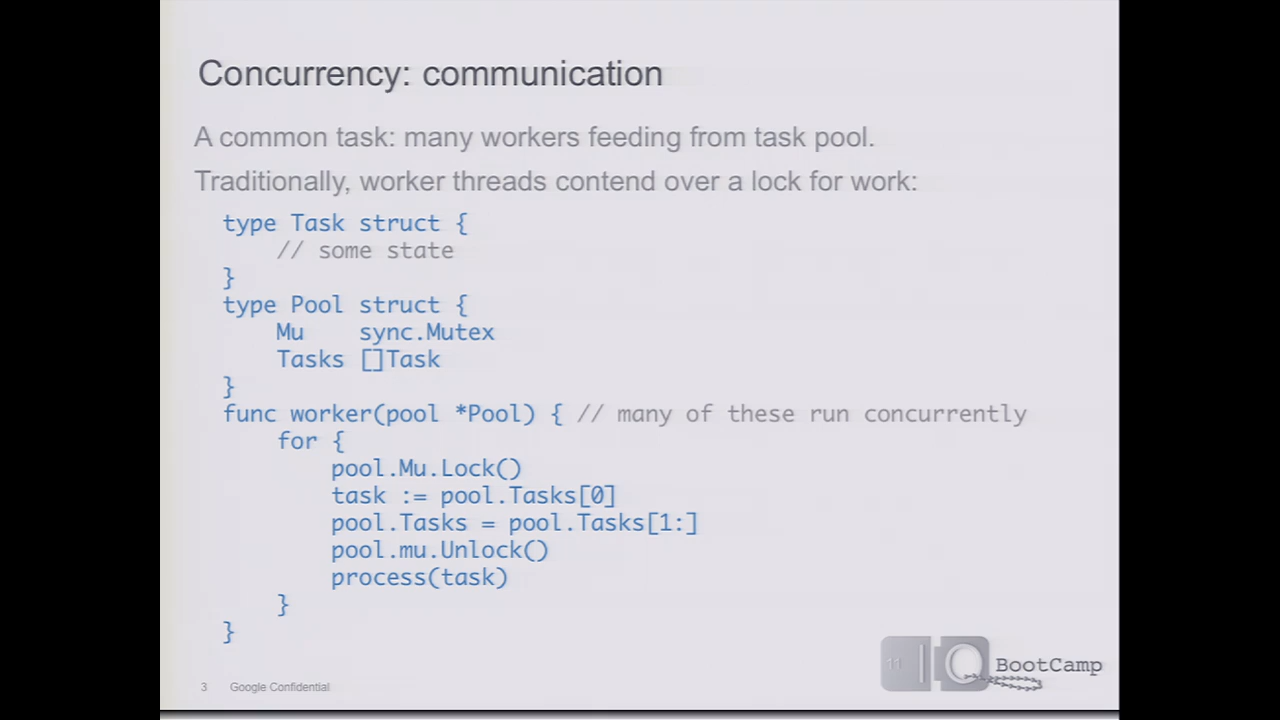 Concurrency: communication
A common task: many workers feeding from task pool.
Traditionally, worker threads contend over a lock for work:
type Task struct {
    // some state
}
type Pool struct {
    Mu    sync.Mutex
    Tasks []Task
}
func worker(pool *Pool) { // many of these run concurrently
    for {
        pool.Mu.Lock()
        task := pool.Tasks[0]
        pool.Tasks = pool.Tasks[1:]
        pool.mu.Unlock()
        process(task)
    }
}
11 IO BootCamp
3 Google Confidential